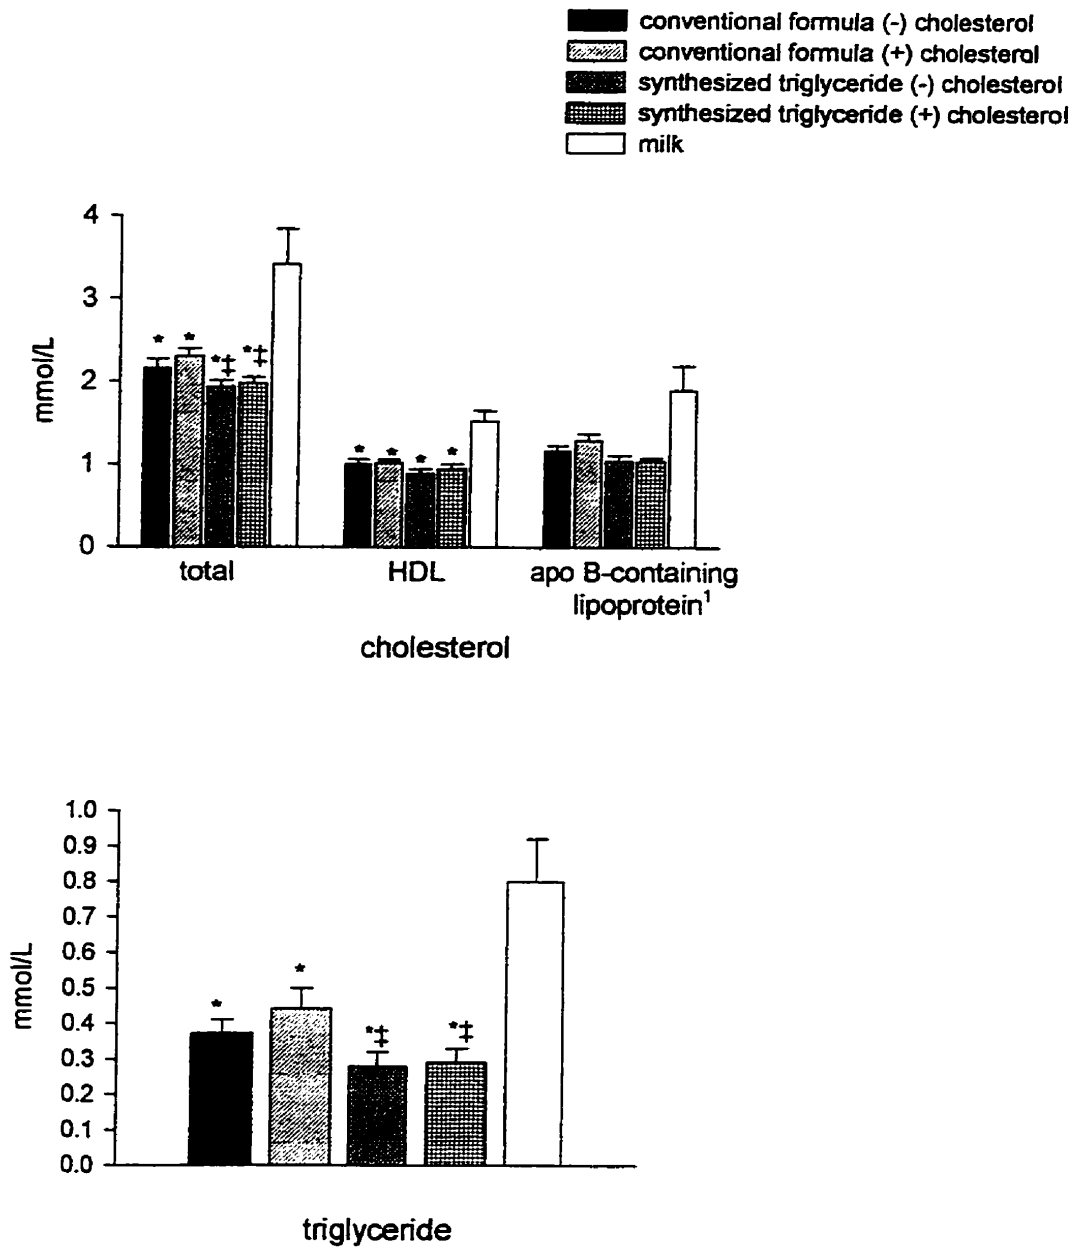 conventional formula (-) cholesterol
conventional formula (+) cholesterol
synthesized triglyceride (-) cholesterol
synthesized triglyceride (+) cholesterol
milk
4
3
2
1
0
mmol/L
* * *‡ *‡
* * * *
total HDL apo B-containing
lipoprotein¹
cholesterol
1.0
0.9
0.8
0.7
0.6
0.5
0.4
0.3
0.2
0.1
0.0
mmol/L
* * *‡ *‡
triglyceride